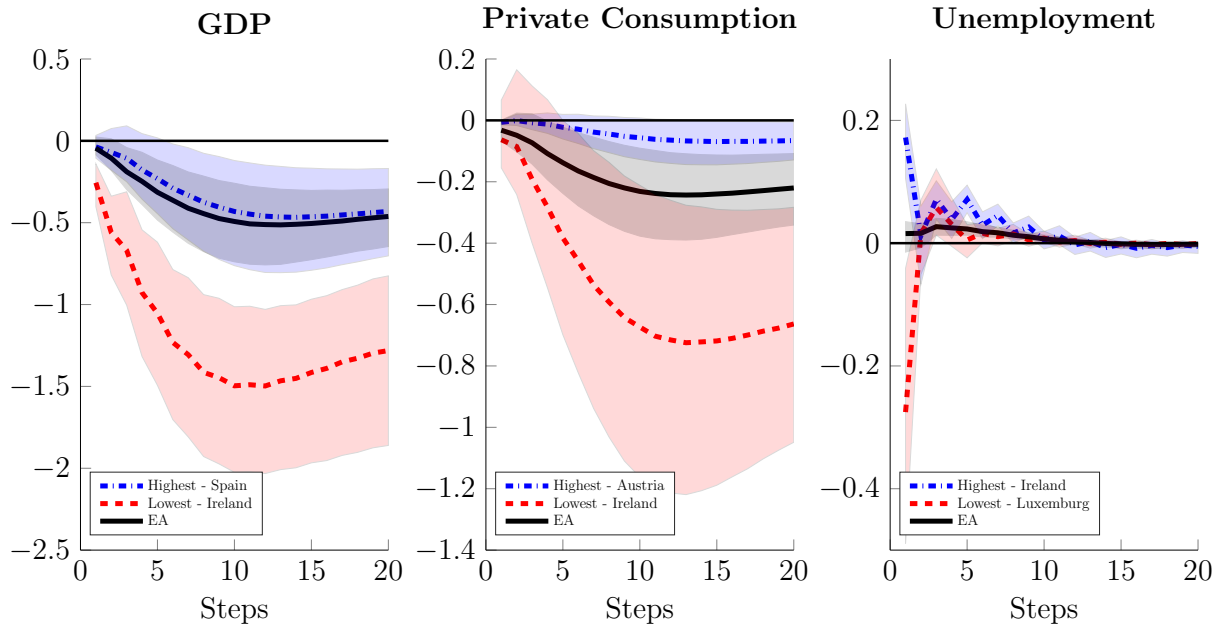 GDP
0.5
0
−0.5
−1
−1.5
−2
−2.5
0 5 10 15 20
Steps
Highest - Spain
Lowest - Ireland
EA
Private Consumption
0.2
0
−0.2
−0.4
−0.6
−0.8
−1
−1.2
−1.4
0 5 10 15 20
Steps
Highest - Austria
Lowest - Ireland
EA
Unemployment
0.2
0
−0.2
−0.4
0 5 10 15 20
Steps
Highest - Ireland
Lowest - Luxemburg
EA